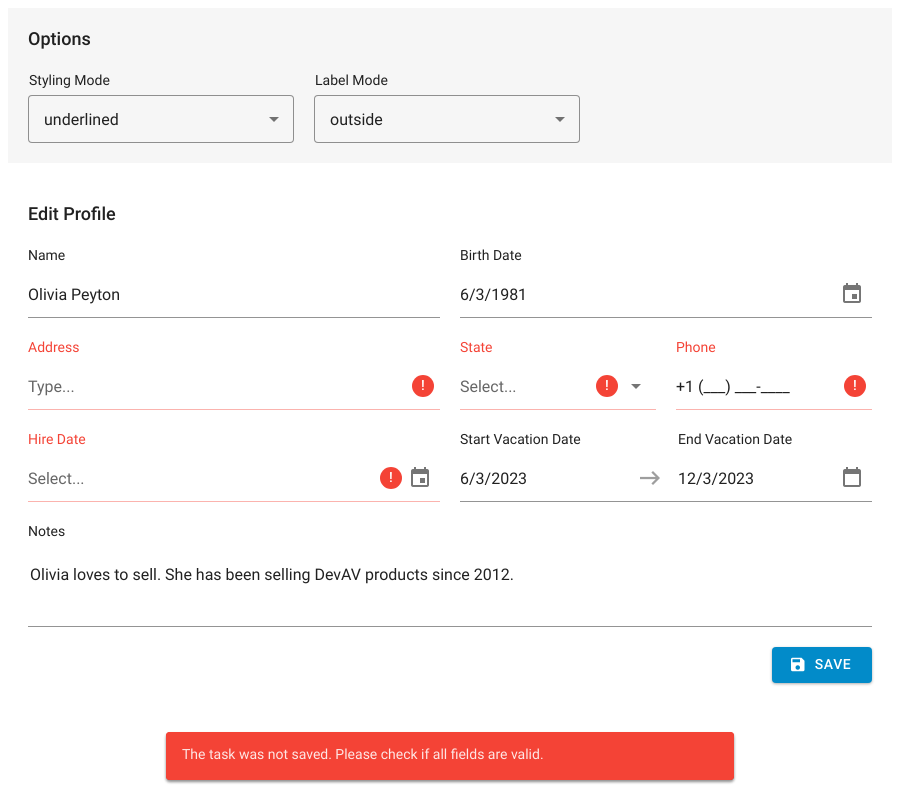 Options
Styling Mode Label Mode
underlined outside
Edit Profile
Name Birth Date
Olivia Peyton 6/3/1981
Address State Phone
Type... ! Select... ! +1 (___) ___-____ !
Hire Date Start Vacation Date End Vacation Date
Select... ! 6/3/2023 12/3/2023
Notes
Olivia loves to sell. She has been selling DevAV products since 2012.
SAVE
The task was not saved. Please check if all fields are valid.